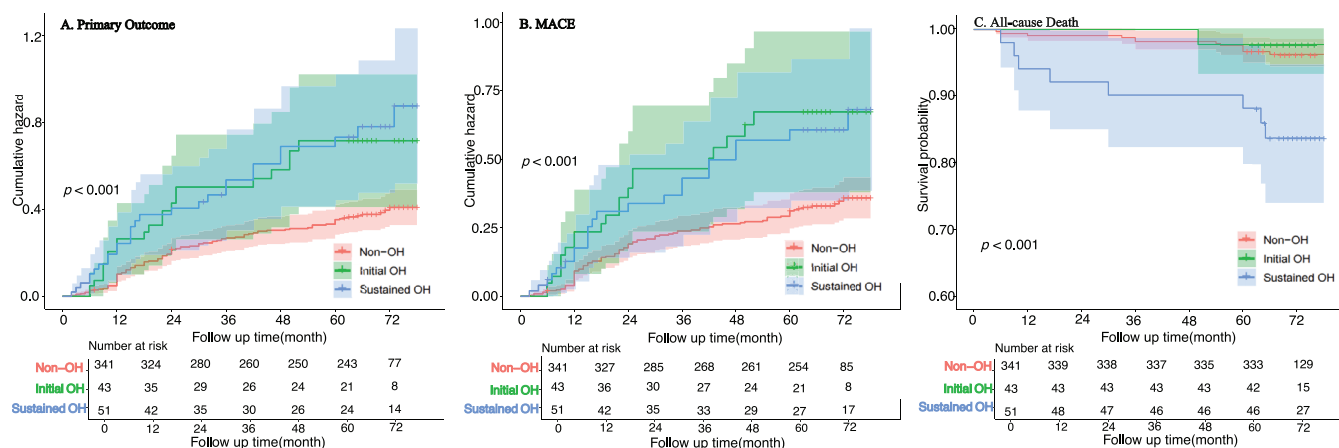 A. Primary Outcome
1.2
0.8
0.4
0.0
Cumulative hazard
p < 0.001
Non-OH
Initial OH
Sustained OH
0 12 24 36 48 60 72
Follow up time(month)
Number at risk
Non-OH 341 324 280 260 250 243 77
Initial OH 43 35 29 26 24 21 8
Sustained OH 51 42 35 30 26 24 14
0 12 24 36 48 60 72
Follow up time(month)
B. MACE
1.00
0.75
0.50
0.25
0.00
Cumulative hazard
p < 0.001
Non-OH
Initial OH
Sustained OH
0 12 24 36 48 60 72
Follow up time(month)
Number at risk
Non-OH 341 327 285 268 261 254 85
Initial OH 43 36 30 27 24 21 8
Sustained OH 51 42 35 33 29 27 17
0 12 24 36 48 60 72
Follow up time(month)
C. All-cause Death
1.00
0.90
0.80
0.70
0.60
Survival probability
p < 0.001
Non-OH
Initial OH
Sustained OH
0 12 24 36 48 60 72
Follow up time(month)
Number at risk
Non-OH 341 339 338 337 335 333 129
Initial OH 43 43 43 43 43 42 15
Sustained OH 51 48 47 46 46 46 27
0 12 24 36 48 60 72
Follow up time(month)